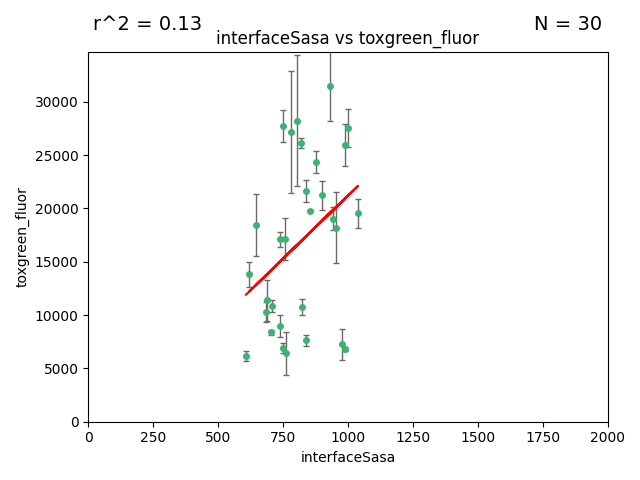 r^2 = 0.13
N = 30
interfaceSasa vs toxgreen_fluor
30000
25000
20000
15000
10000
5000
0
toxgreen_fluor
0 250 500 750 1000 1250 1500 1750 2000
interfaceSasa